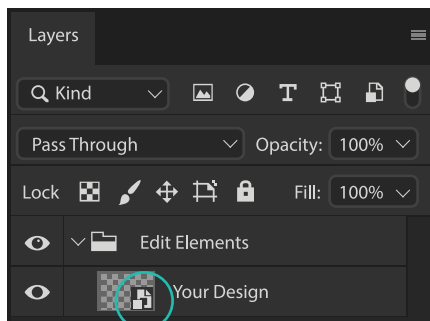 Layers
Kind
Pass Through Opacity: 100%
Lock Fill: 100%
Edit Elements
Your Design